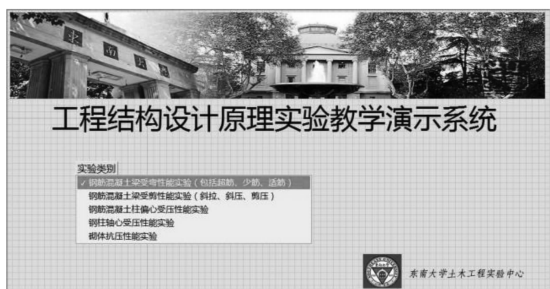 东南大学
工程结构设计原理实验教学演示系统
实验类别
✓ 钢筋混凝土梁受弯性能实验（包括超筋、少筋、适筋）
钢筋混凝土梁受剪性能实验（斜拉、斜压、剪压）
钢筋混凝土柱偏心受压性能实验
钢柱轴心受压性能实验
砌体抗压性能实验
东南大学土木工程实验中心